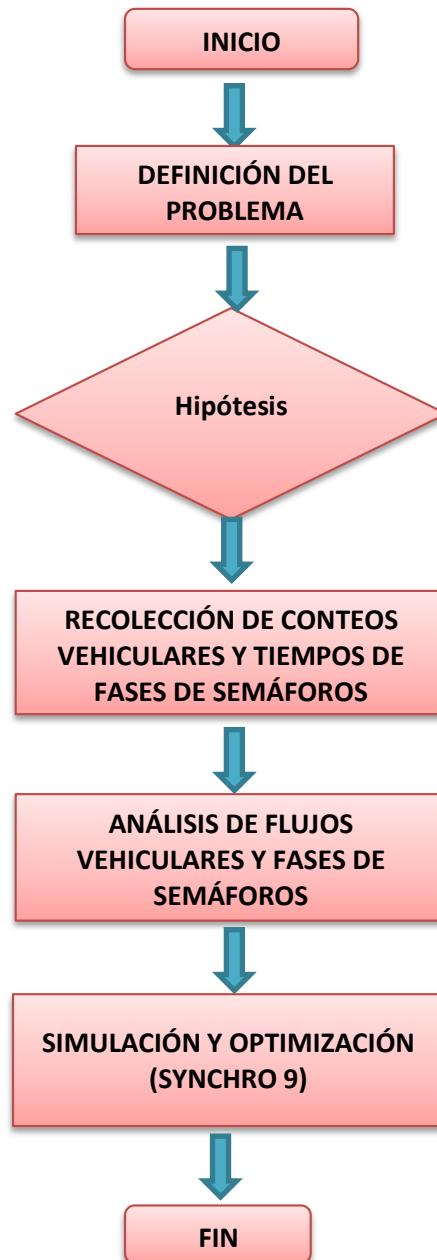 INICIO
DEFINICIÓN DEL
PROBLEMA
Hipótesis
RECOLECCIÓN DE CONTEOS
VEHICULARES Y TIEMPOS DE
FASES DE SEMÁFOROS
ANÁLISIS DE FLUJOS
VEHICULARES Y FASES DE
SEMÁFOROS
SIMULACIÓN Y OPTIMIZACIÓN
(SYNCHRO 9)
FIN